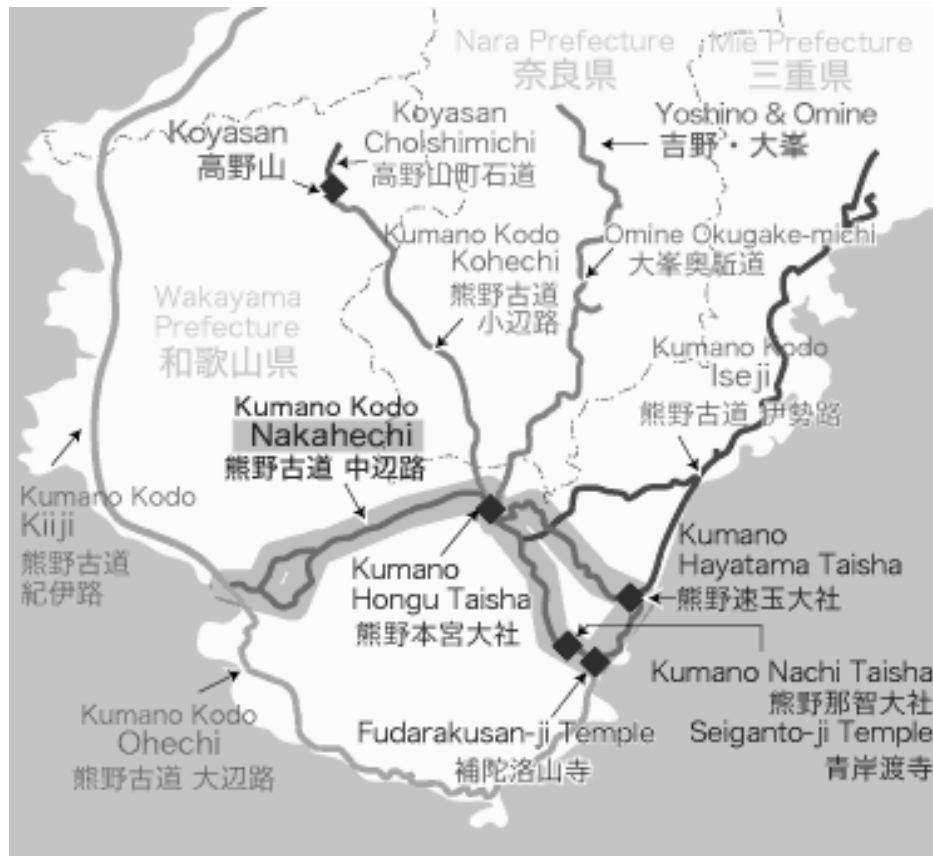 Nara Prefecture
奈良県
Mie Prefecture
三重県
Koyasan
高野山
Koyasan
ChoIshimichi
高野山町石道
Yoshino & Omine
吉野・大峯
Kumano Kodo
Kohechi
熊野古道
小辺路
Omine Okugake-michi
大峯奥駈道
Wakayama
Prefecture
和歌山県
Kumano Kodo
Iseji
熊野古道 伊勢路
Kumano Kodo
Nakahechi
熊野古道 中辺路
Kumano Kodo
Kiiji
熊野古道
紀伊路
Kumano
Hongu Taisha
熊野本宮大社
Kumano
Hayatama Taisha
熊野速玉大社
Kumano Nachi Taisha
熊野那智大社
Seiganto-ji Temple
青岸渡寺
Fudarakusan-ji Temple
補陀洛山寺
Kumano Kodo
Ohechi
熊野古道 大辺路